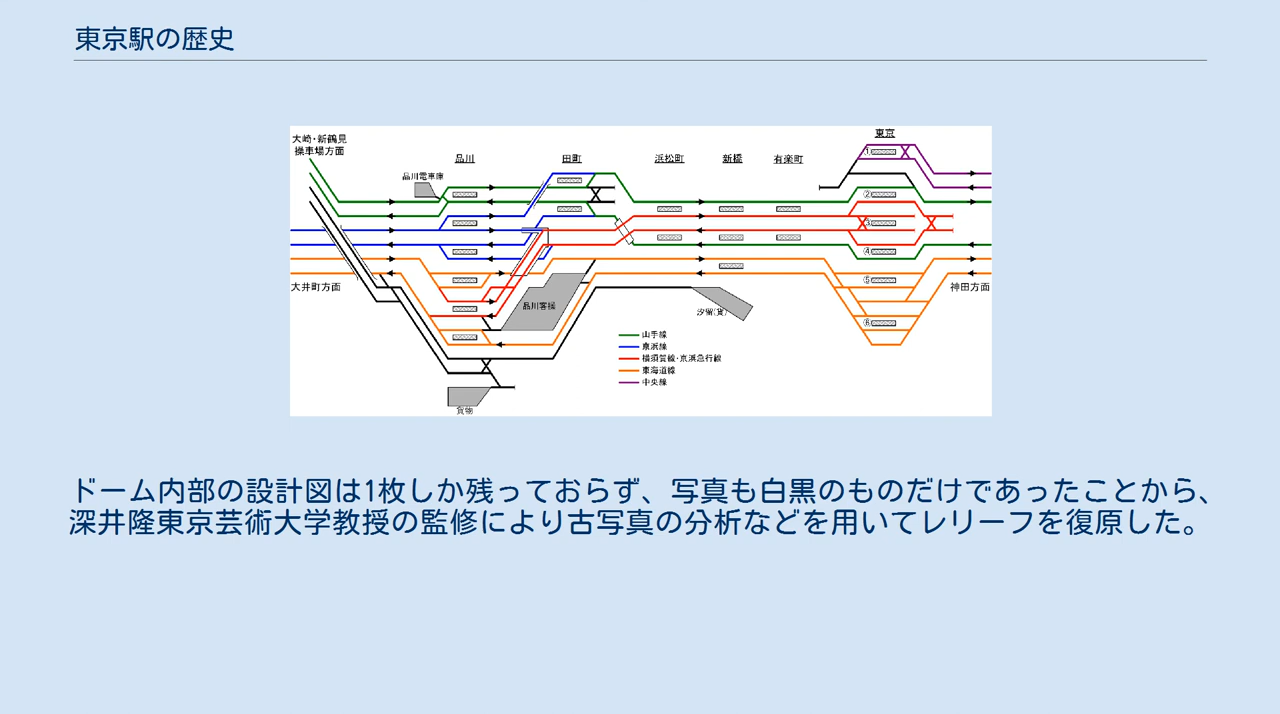 東京駅の歴史
大崎・新鶴見
操車場方面
品川電車庫
品川
田町
浜松町
新橋
有楽町
東京
①
②
③
④
⑤
⑥
大井町方面
神田方面
品川客操
汐留(貨)
貨物
山手線
京浜線
横須賀線・京浜急行線
東海道線
中央線
ドーム内部の設計図は1枚しか残っておらず、写真も白黒のものだけであったことから、
深井隆東京芸術大学教授の監修により古写真の分析などを用いてレリーフを復原した。